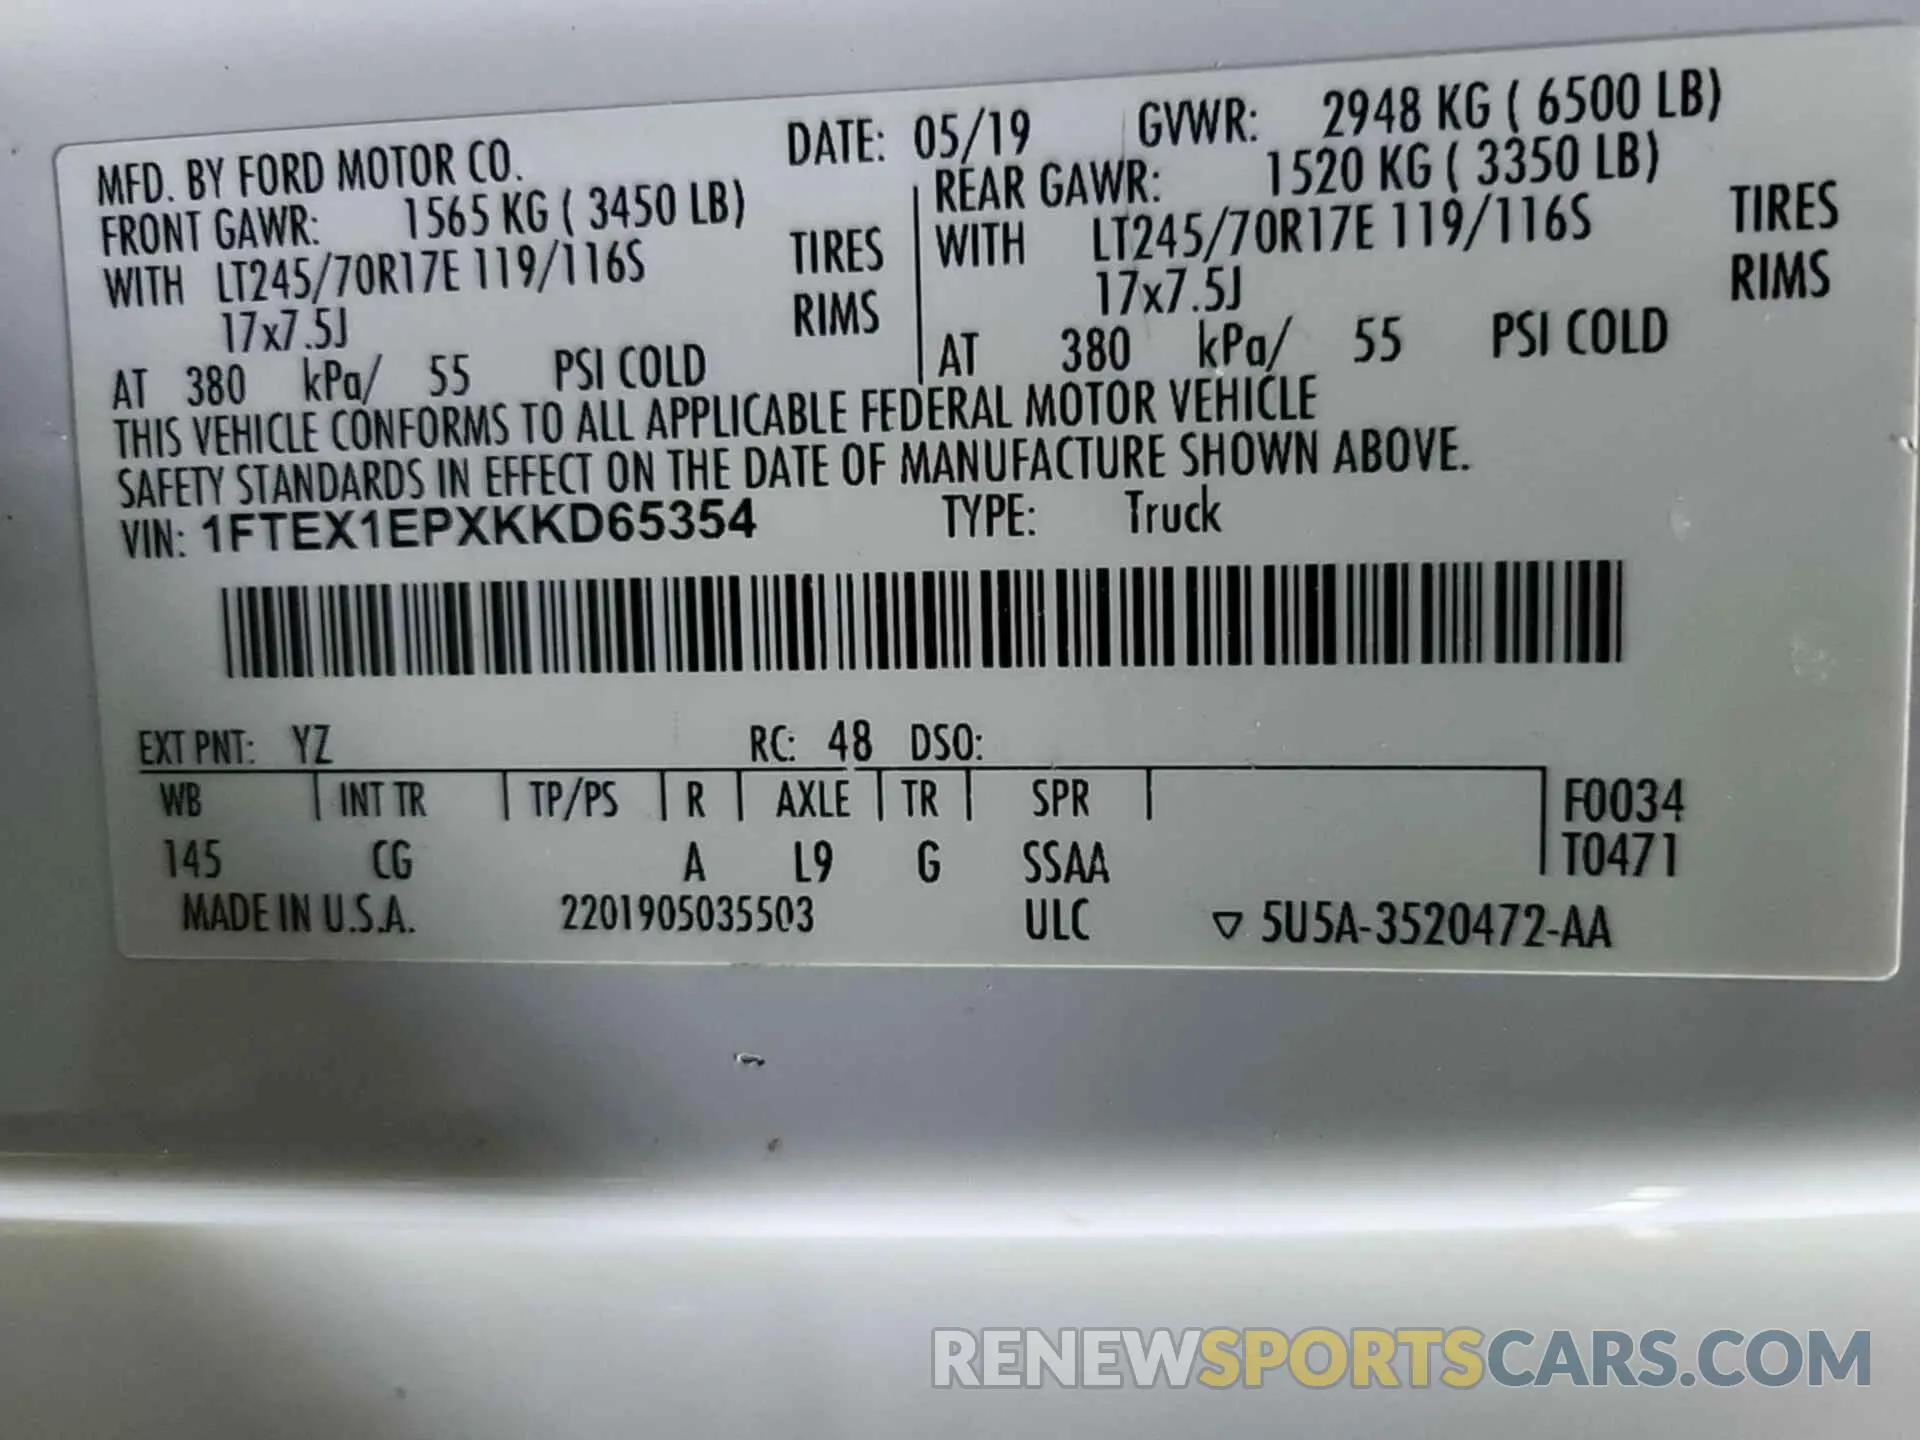 MFD. BY FORD MOTOR CO. DATE: 05/19 GVWR: 2948 KG ( 6500 LB)
FRONT GAWR: 1565 KG ( 3450 LB) REAR GAWR: 1520 KG ( 3350 LB)
WITH LT245/70R17E 119/116S TIRES WITH LT245/70R17E 119/116S TIRES
17x7.5J RIMS 17x7.5J RIMS
AT 380 kPa/ 55 PSI COLD AT 380 kPa/ 55 PSI COLD
THIS VEHICLE CONFORMS TO ALL APPLICABLE FEDERAL MOTOR VEHICLE
SAFETY STANDARDS IN EFFECT ON THE DATE OF MANUFACTURE SHOWN ABOVE.
VIN: 1FTEX1EPXKKD65354 TYPE: Truck
EXT PNT: YZ RC: 48 DSO:
WB INT TR TP/PS R AXLE TR SPR F0034
145 CG A L9 G SSAA T0471
MADE IN U.S.A. 2201905035503 ULC ▽ 5U5A-3520472-AA
RENEWSPORTSCARS.COM